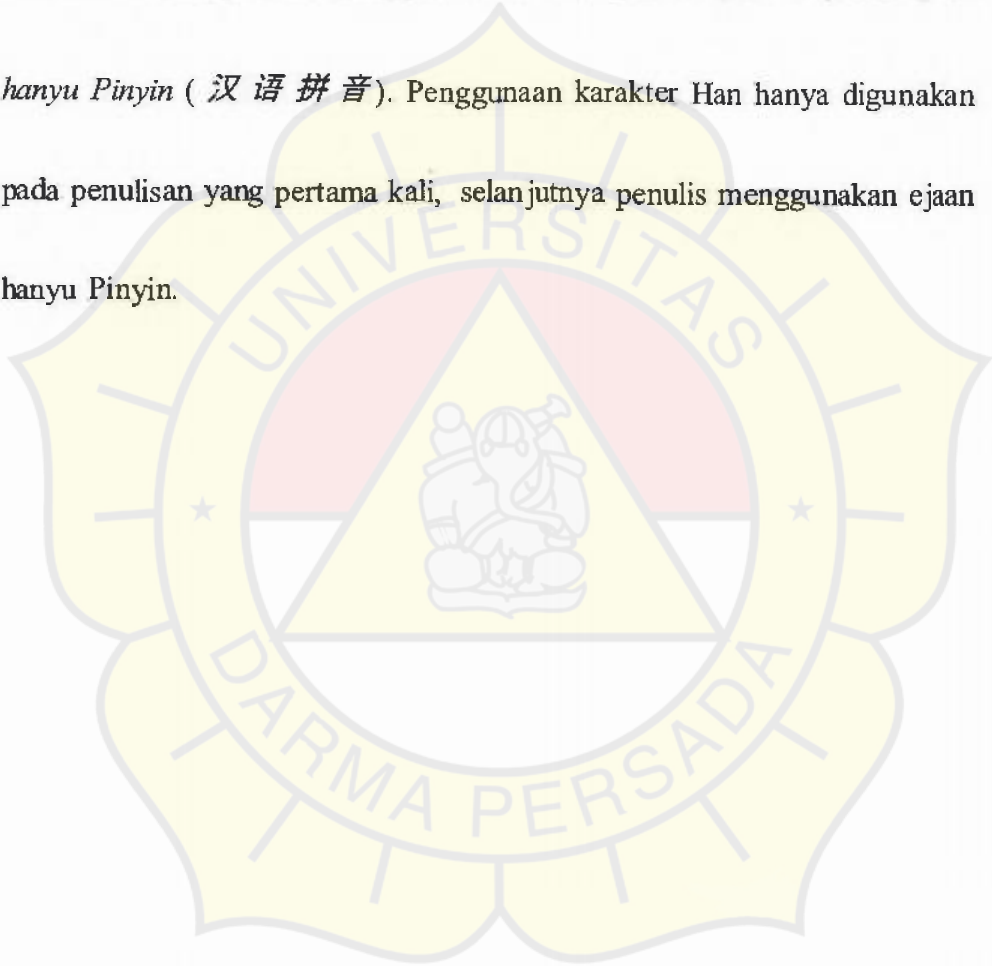 hanyu Pinyin ( 汉 语 拼 音). Penggunaan karakter Han hanya digunakan
pada penulisan yang pertama kali, selanjutnya penulis menggunakan ejaan
hanyu Pinyin.
UNIVERSITAS
DARMA PERSADA